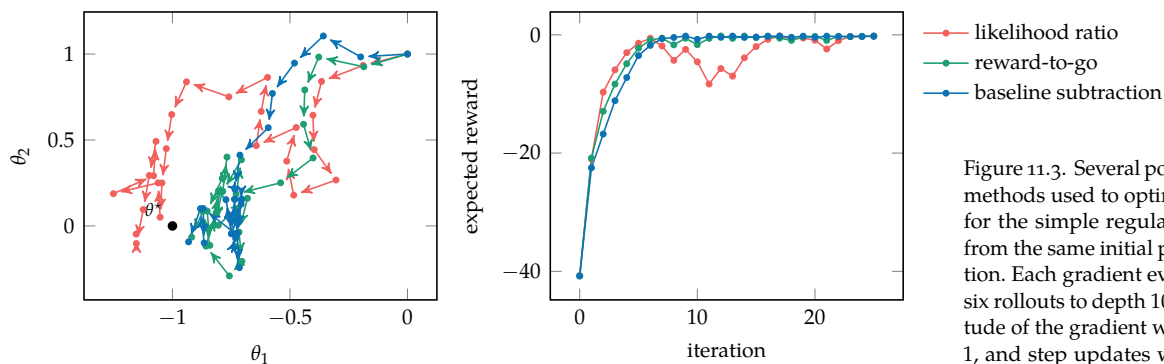 1
0.5
0
θ₂
θ*
−1
−0.5
0
θ₁
0
−20
−40
expected reward
0
10
20
iteration
likelihood ratio
reward-to-go
baseline subtraction
Figure 11.3. Several po
methods used to optin
for the simple regula
from the same initial p
tion. Each gradient ev
six rollouts to depth 10
tude of the gradient w
1, and step updates w